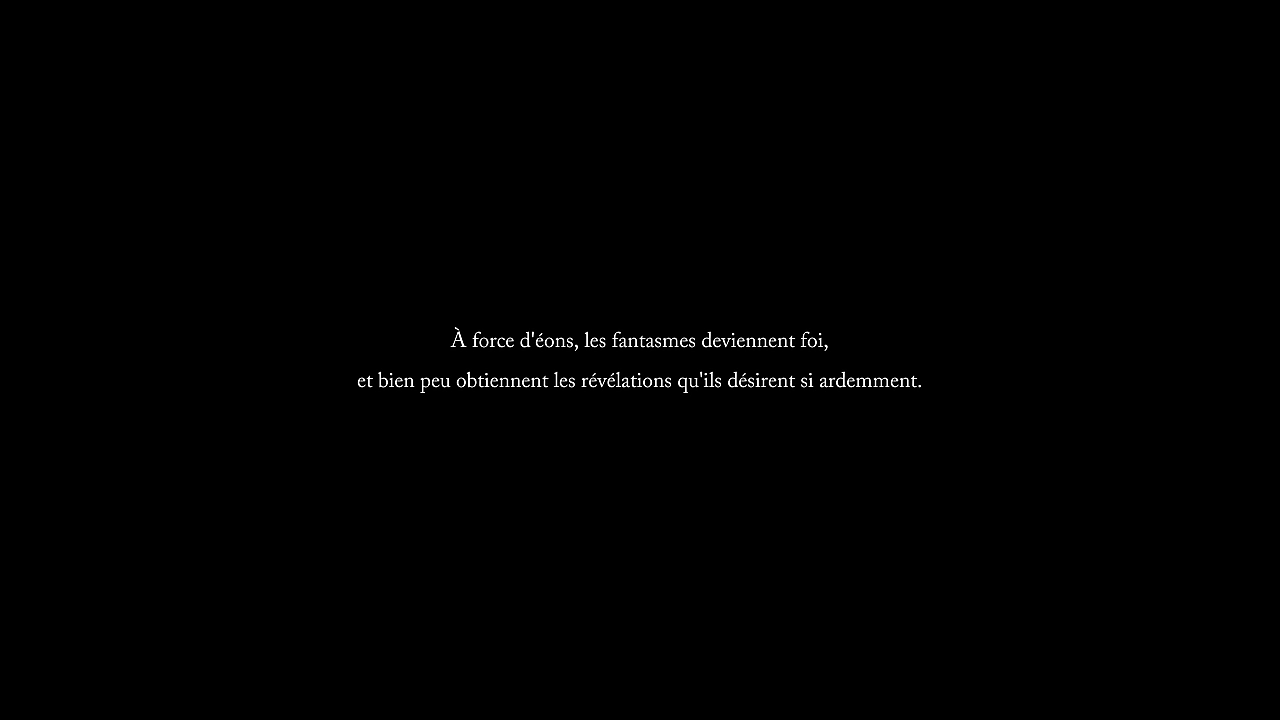 À force d'éons, les fantasmes deviennent foi,
et bien peu obtiennent les révélations qu'ils désirent si ardemment.